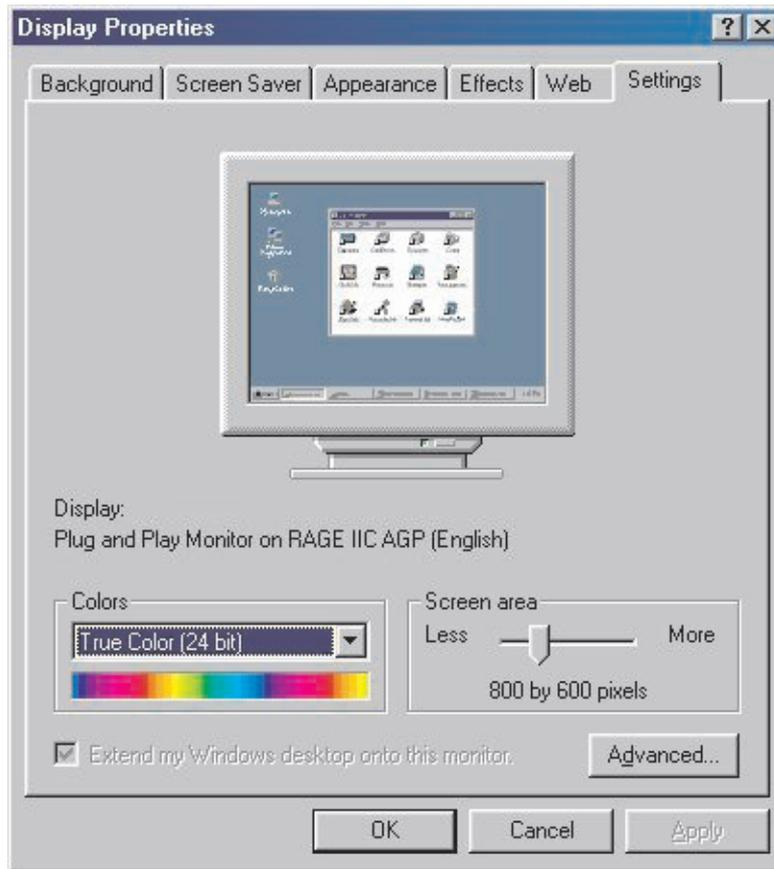 Display Properties
Background Screen Saver Appearance Effects Web Settings
Display:
Plug and Play Monitor on RAGE IIC AGP (English)
Colors
True Color (24 bit)
Screen area
Less More
800 by 600 pixels
Extend my Windows desktop onto this monitor.
Advanced...
OK Cancel Apply